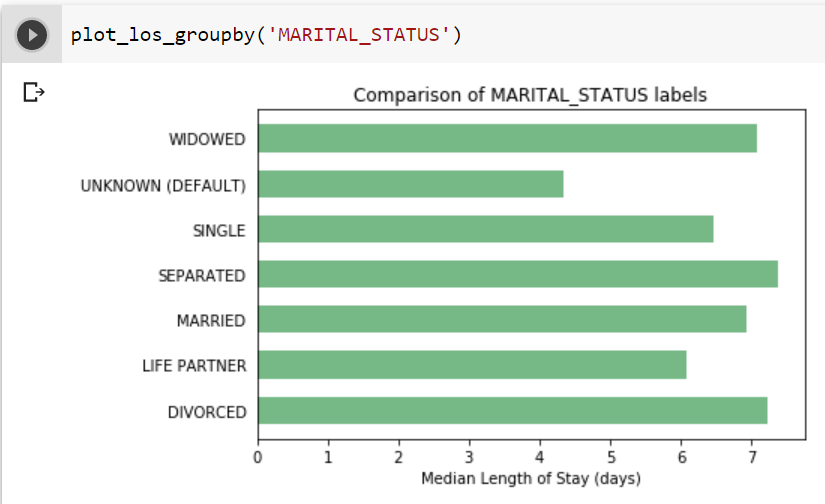 plot_los_groupby('MARITAL_STATUS')
Comparison of MARITAL_STATUS labels
WIDOWED
UNKNOWN (DEFAULT)
SINGLE
SEPARATED
MARRIED
LIFE PARTNER
DIVORCED
0 1 2 3 4 5 6 7
Median Length of Stay (days)